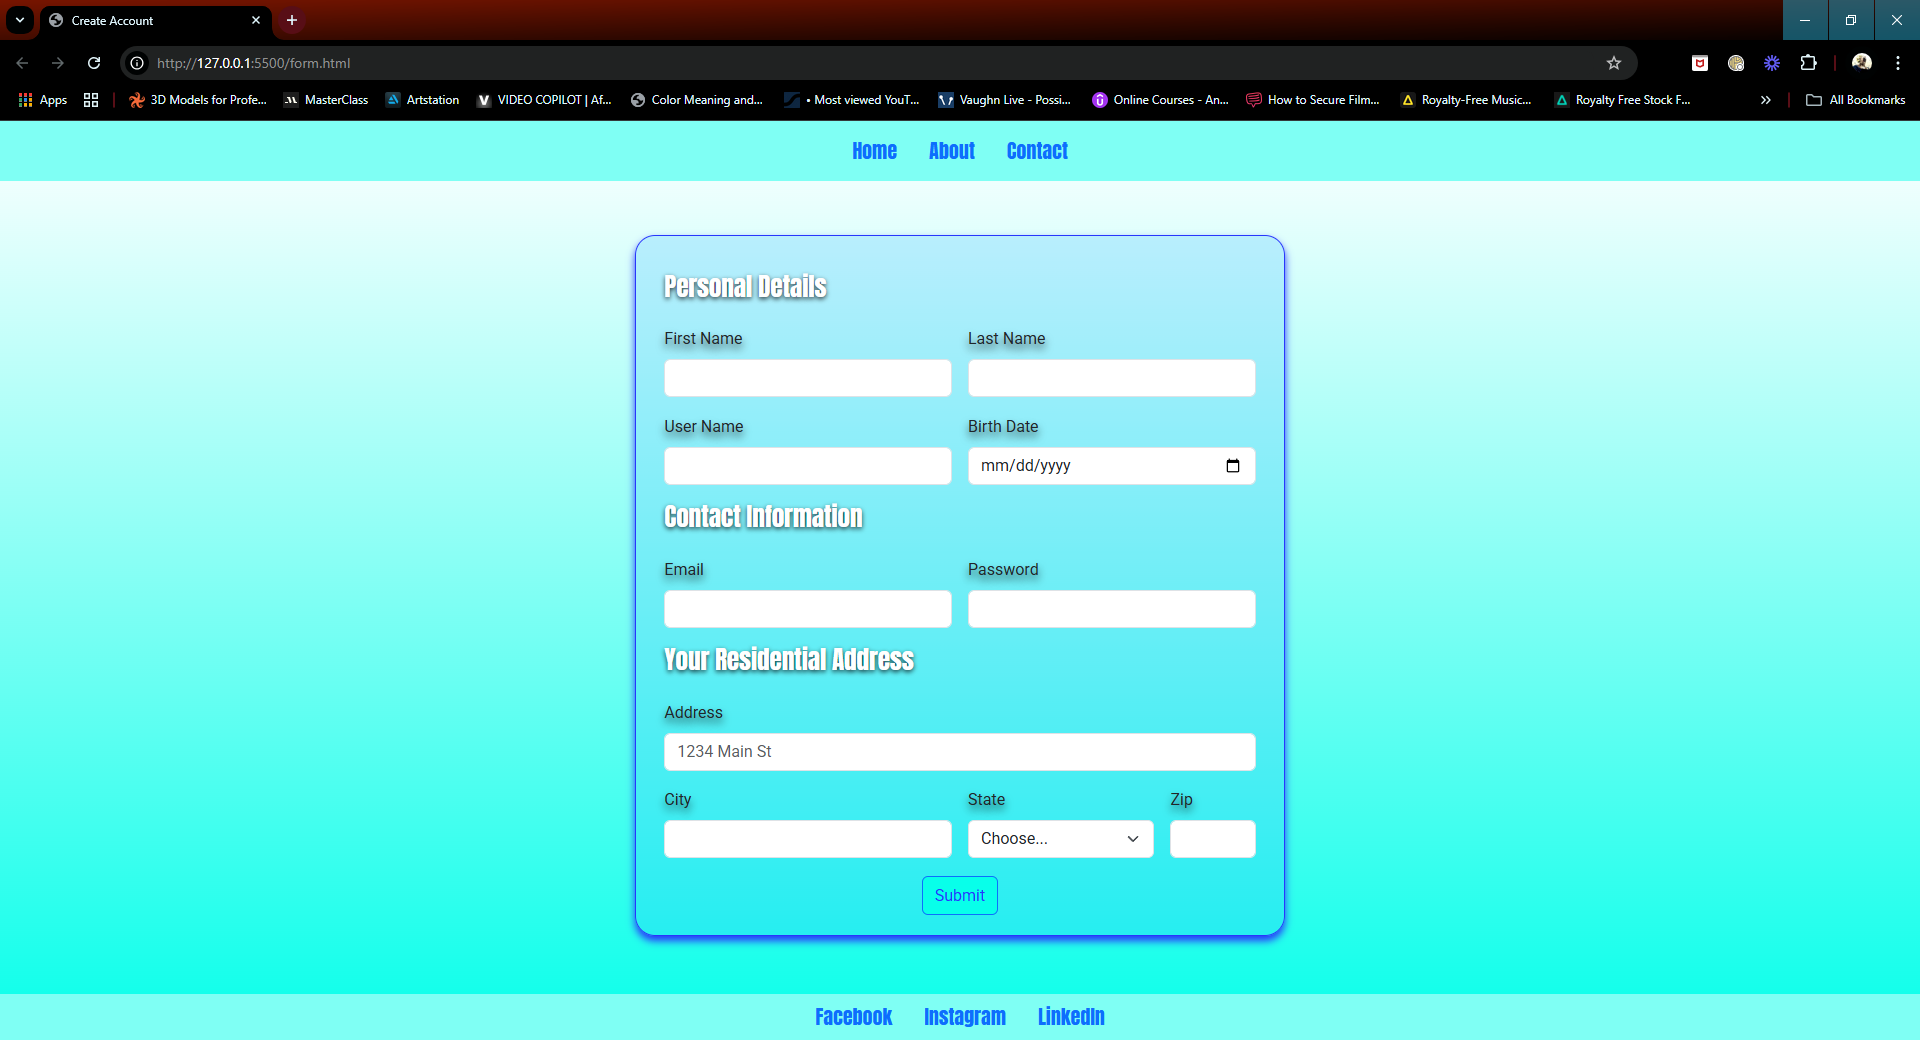 Create Account
http://127.0.0.1:5500/form.html
Apps 3D Models for Profe... MasterClass Artstation VIDEO COPILOT | Af... Color Meaning and... • Most viewed YouT... Vaughn Live - Possi... Online Courses - An... How to Secure Film... Royalty-Free Music... Royalty Free Stock F... » All Bookmarks
Home About Contact
Personal Details
First Name Last Name
User Name Birth Date
mm/dd/yyyy
Contact Information
Email Password
Your Residential Address
Address
1234 Main St
City State Zip
Choose...
Submit
Facebook Instagram LinkedIn